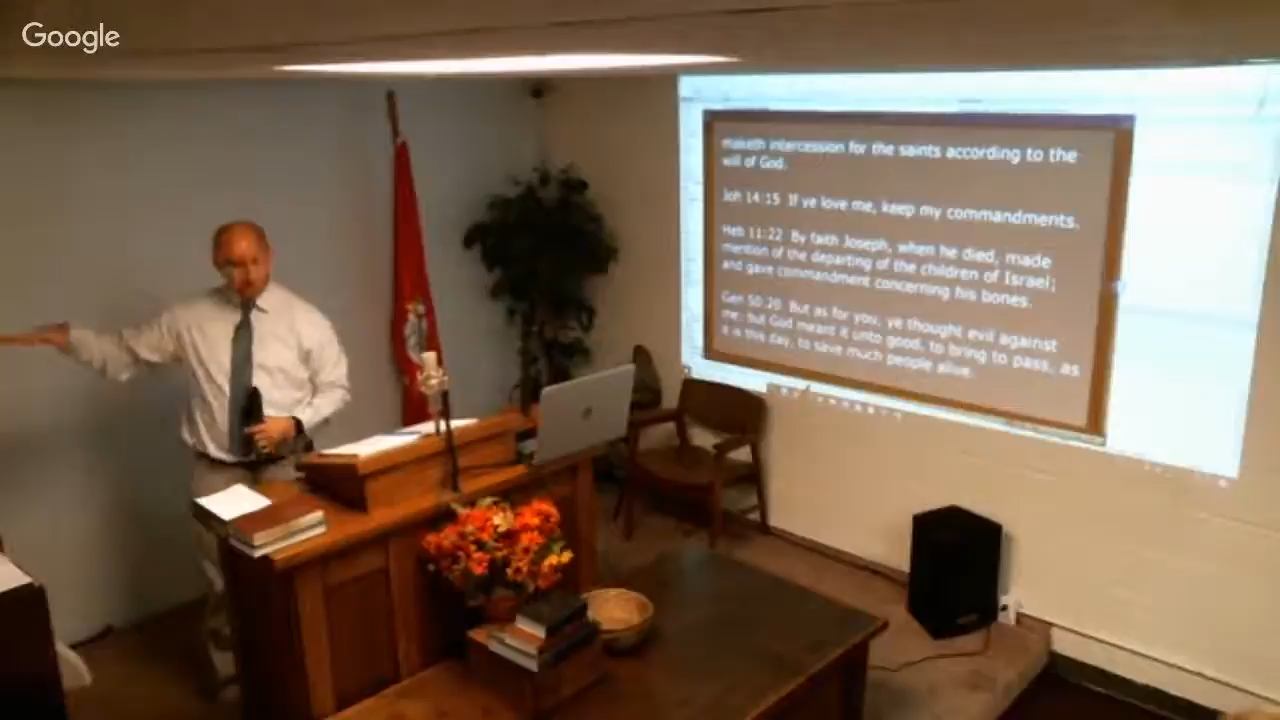 Google
maketh intercession for the saints according to the
will of God.
Joh 14:15 If ye love me, keep my commandments.
Heb 11:22 By faith Joseph, when he died, made
mention of the departing of the children of Israel;
and gave commandment concerning his bones.
Gen 50:20 But as for you, ye thought evil against
me; but God meant it unto good, to bring to pass, as
it is this day, to save much people alive.